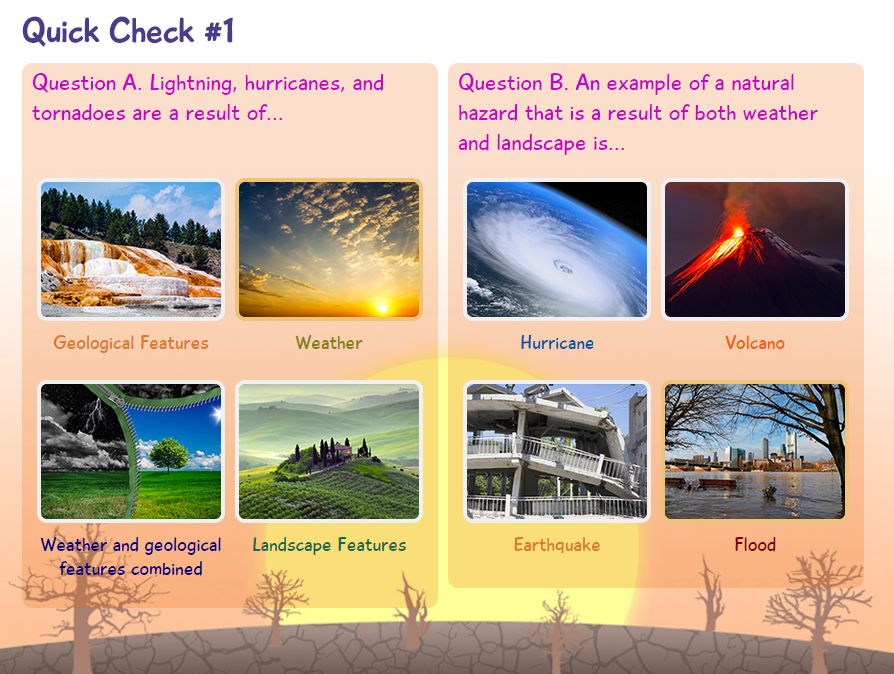 Quick Check #1
Question A. Lightning, hurricanes, and
tornadoes are a result of...
Geological Features
Weather
Weather and geological
features combined
Landscape Features
Question B. An example of a natural
hazard that is a result of both weather
and landscape is...
Hurricane
Volcano
Earthquake
Flood